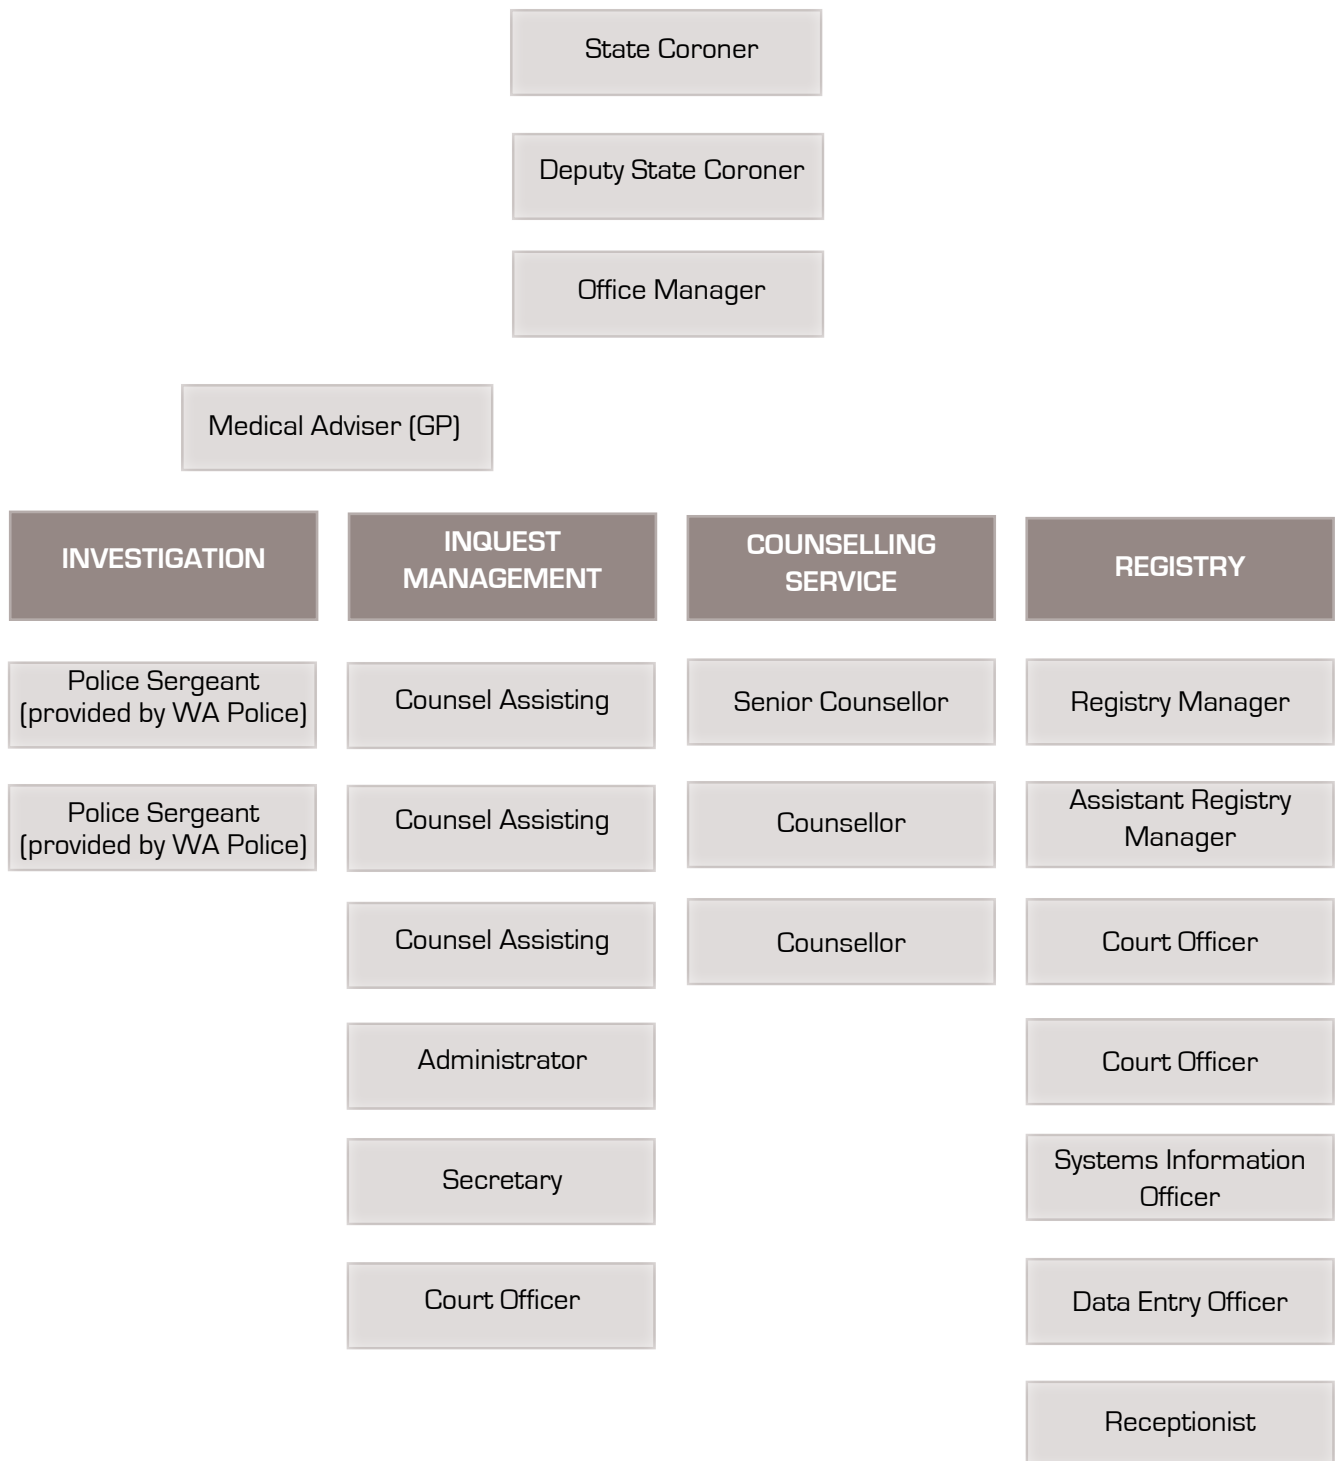 State Coroner
Deputy State Coroner
Office Manager
Medical Adviser (GP)
INVESTIGATION
Police Sergeant
(provided by WA Police)
Police Sergeant
(provided by WA Police)
INQUEST
MANAGEMENT
Counsel Assisting
Counsel Assisting
Counsel Assisting
Administrator
Secretary
Court Officer
COUNSELLING
SERVICE
Senior Counsellor
Counsellor
Counsellor
REGISTRY
Registry Manager
Assistant Registry
Manager
Court Officer
Court Officer
Systems Information
Officer
Data Entry Officer
Receptionist